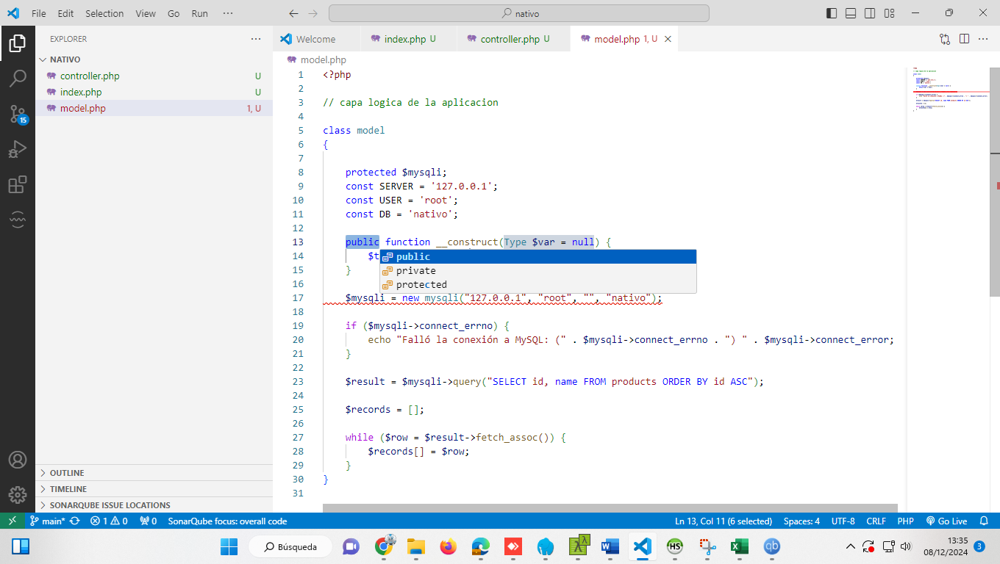 File Edit Selection View Go Run ··· nativo
EXPLORER ···
Welcome index.php U controller.php U model.php 1, U
NATIVO
controller.php U
index.php U
model.php 1, U
OUTLINE
TIMELINE
SONARQUBE ISSUE LOCATIONS
model.php
1 <?php
2
3 // capa logica de la aplicacion
4
5 class model
6 {
7
8 protected $mysqli;
9 const SERVER = '127.0.0.1';
10 const USER = 'root';
11 const DB = 'nativo';
12
13 public function __construct(Type $var = null) {
14 $t
public
private
protected
15 }
16
17 $mysqli = new mysqli("127.0.0.1", "root", "", "nativo");
18
19 if ($mysqli->connect_errno) {
20 echo "Falló la conexión a MySQL: (" . $mysqli->connect_errno . ") " . $mysqli->connect_error;
21 }
22
23 $result = $mysqli->query("SELECT id, name FROM products ORDER BY id ASC");
24
25 $records = [];
26
27 while ($row = $result->fetch_assoc()) {
28 $records[] = $row;
29 }
30 }
31
15
main* 1 0 0 SonarQube focus: overall code Ln 13, Col 11 (6 selected) Spaces: 4 UTF-8 CRLF PHP Go Live
Búsqueda HS qb 13:35
08/12/2024 3